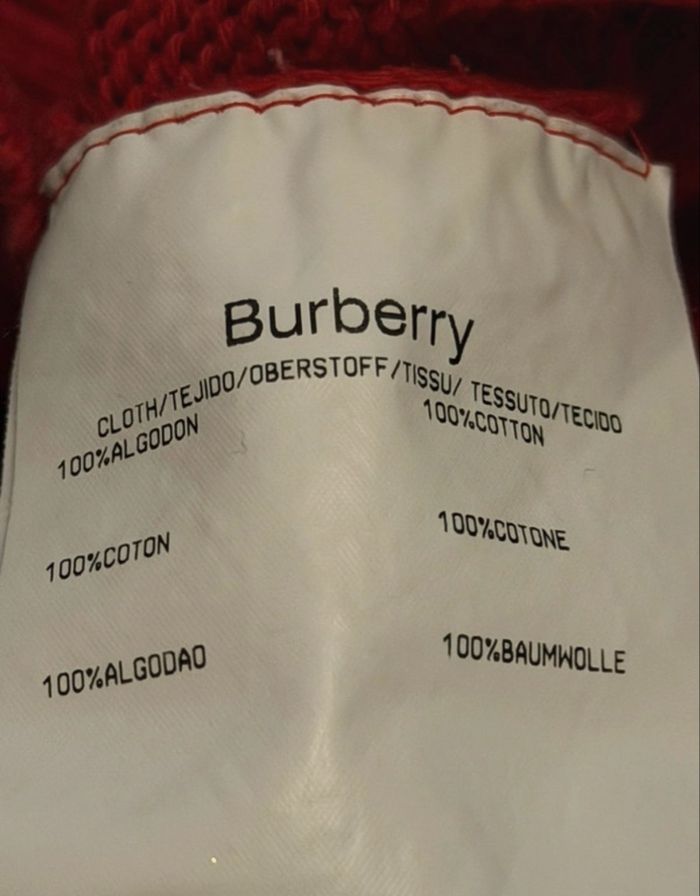 Burberry
CLOTH/TEJIDO/OBERSTOFF/TISSU/ TESSUTO/TECIDO
100%ALGODON 100%COTTON
100%COTON 100%COTONE
100%ALGODAO 100%BAUMWOLLE